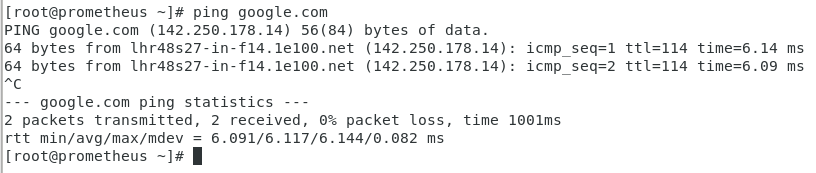 [root@prometheus ~]# ping google.com
PING google.com (142.250.178.14) 56(84) bytes of data.
64 bytes from lhr48s27-in-f14.1e100.net (142.250.178.14): icmp_seq=1 ttl=114 time=6.14 ms
64 bytes from lhr48s27-in-f14.1e100.net (142.250.178.14): icmp_seq=2 ttl=114 time=6.09 ms
^C
--- google.com ping statistics ---
2 packets transmitted, 2 received, 0% packet loss, time 1001ms
rtt min/avg/max/mdev = 6.091/6.117/6.144/0.082 ms
[root@prometheus ~]#